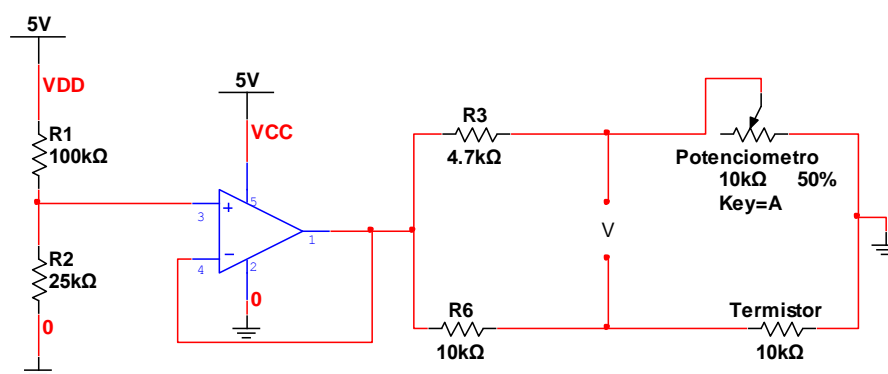 5V
VDD
R1
100kΩ
R2
25kΩ
0
5V
VCC
3
+
4
−
5
2
1
0
R3
4.7kΩ
R6
10kΩ
V
Potenciometro
10kΩ 50%
Key=A
Termistor
10kΩ